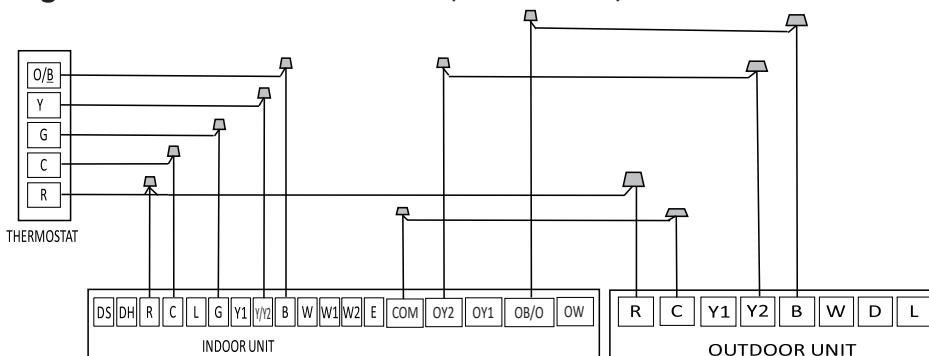 O/B
Y
G
C
R
THERMOSTAT
DS DH R C L G Y1 Y/Y2 B W W1 W2 E COM OY2 OY1 OB/O OW
INDOOR UNIT
R C Y1 Y2 B W D L
OUTDOOR UNIT